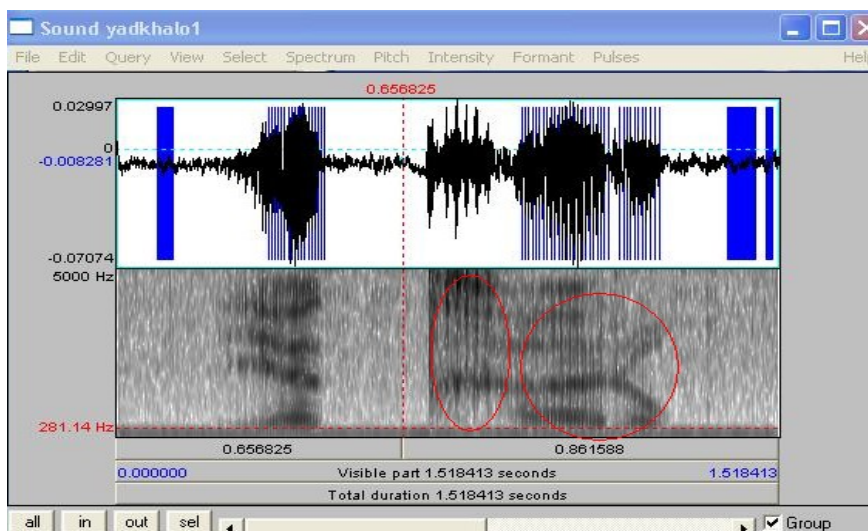 Sound yadkhalo1
File Edit Query View Select Spectrum Pitch Intensity Formant Pulses Hel
0.656825
0.02997
0
-0.008281
-0.07074
5000 Hz
281.14 Hz
0.656825 0.861588
0.000000 Visible part 1.518413 seconds 1.518413
Total duration 1.518413 seconds
all in out sel Group